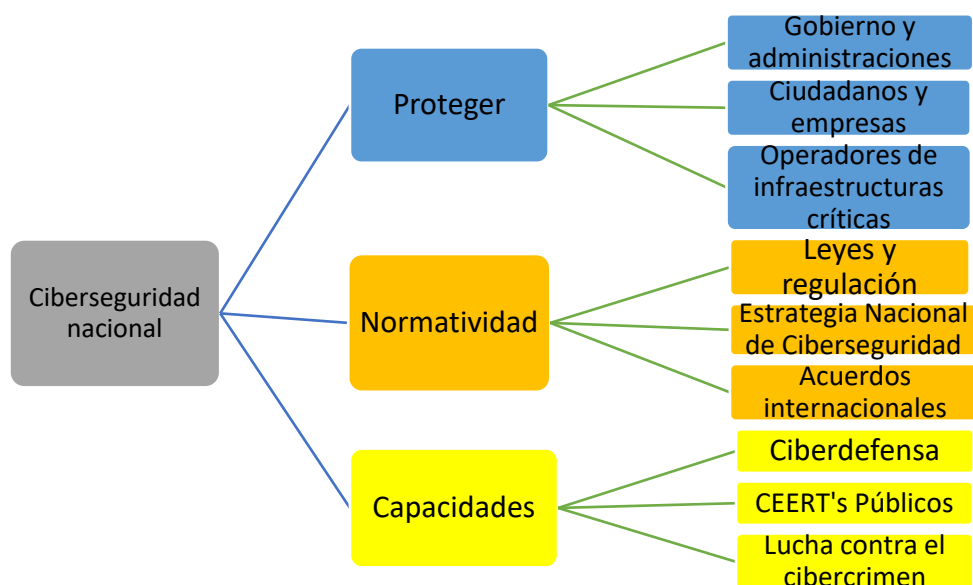 Ciberseguridad
nacional
Proteger
Gobierno y
administraciones
Ciudadanos y
empresas
Operadores de
infraestructuras
críticas
Normatividad
Leyes y
regulación
Estrategia Nacional
de Ciberseguridad
Acuerdos
internacionales
Capacidades
Ciberdefensa
CEERT's Públicos
Lucha contra el
cibercrimen